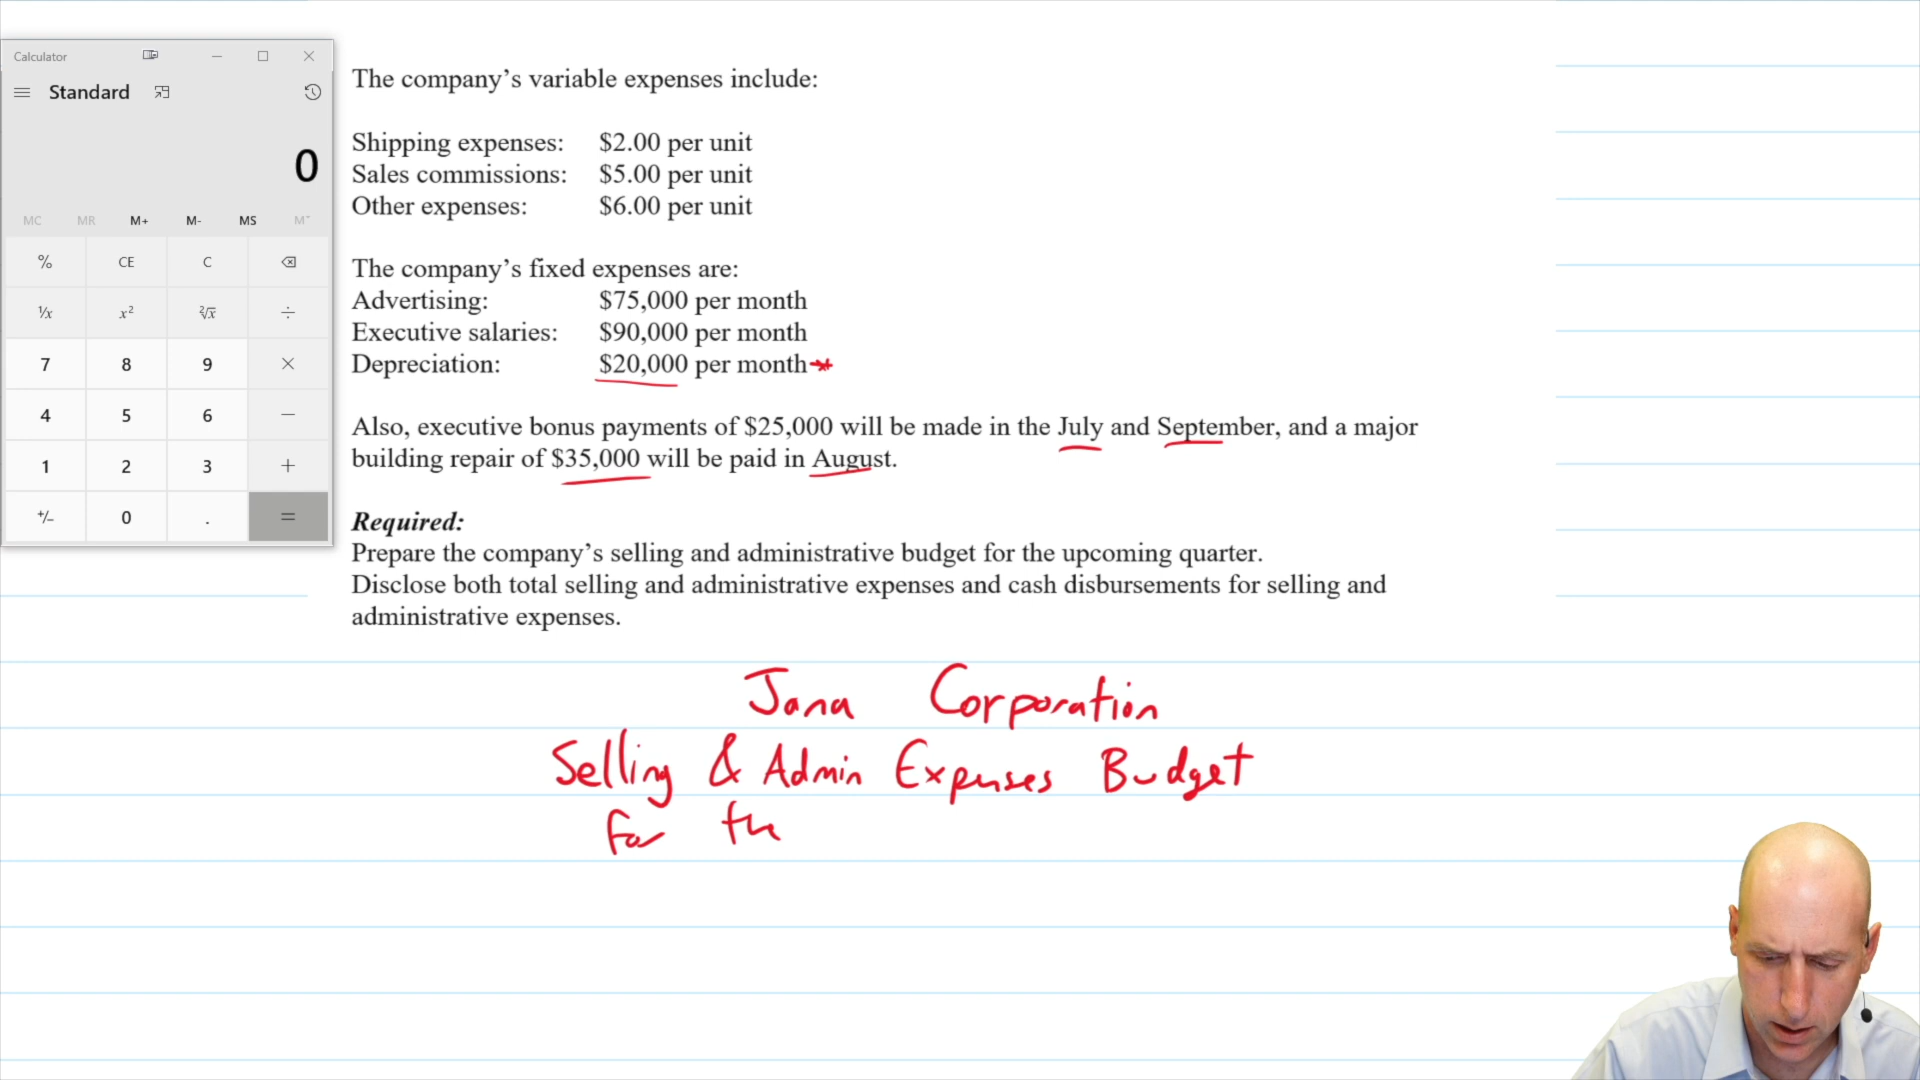 Calculator
Standard
0
MC MR M+ M- MS M˅
% CE C
¹/x x² ²√x ÷
7 8 9 ×
4 5 6 −
1 2 3 +
+/− 0 . =
The company’s variable expenses include:
Shipping expenses: $2.00 per unit
Sales commissions: $5.00 per unit
Other expenses: $6.00 per unit
The company’s fixed expenses are:
Advertising: $75,000 per month
Executive salaries: $90,000 per month
Depreciation: $20,000 per month*
Also, executive bonus payments of $25,000 will be made in the July and September, and a major
building repair of $35,000 will be paid in August.
Required:
Prepare the company’s selling and administrative budget for the upcoming quarter.
Disclose both total selling and administrative expenses and cash disbursements for selling and
administrative expenses.
Jana Corporation
Selling & Admin Expenses Budget
for the